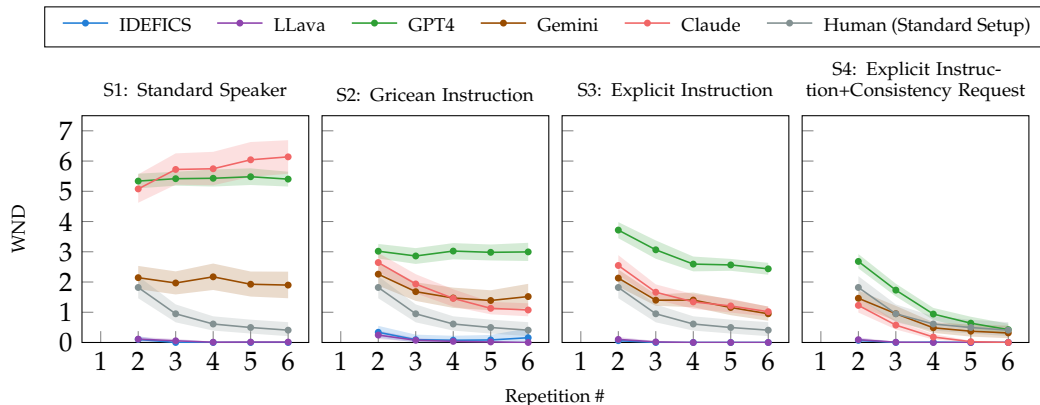 IDEFICS LLava GPT4 Gemini Claude Human (Standard Setup)
S1: Standard Speaker
S2: Gricean Instruction
S3: Explicit Instruction
S4: Explicit Instruc-
tion+Consistency Request
WND
7
6
5
4
3
2
1
0
1 2 3 4 5 6
1 2 3 4 5 6
1 2 3 4 5 6
1 2 3 4 5 6
Repetition #